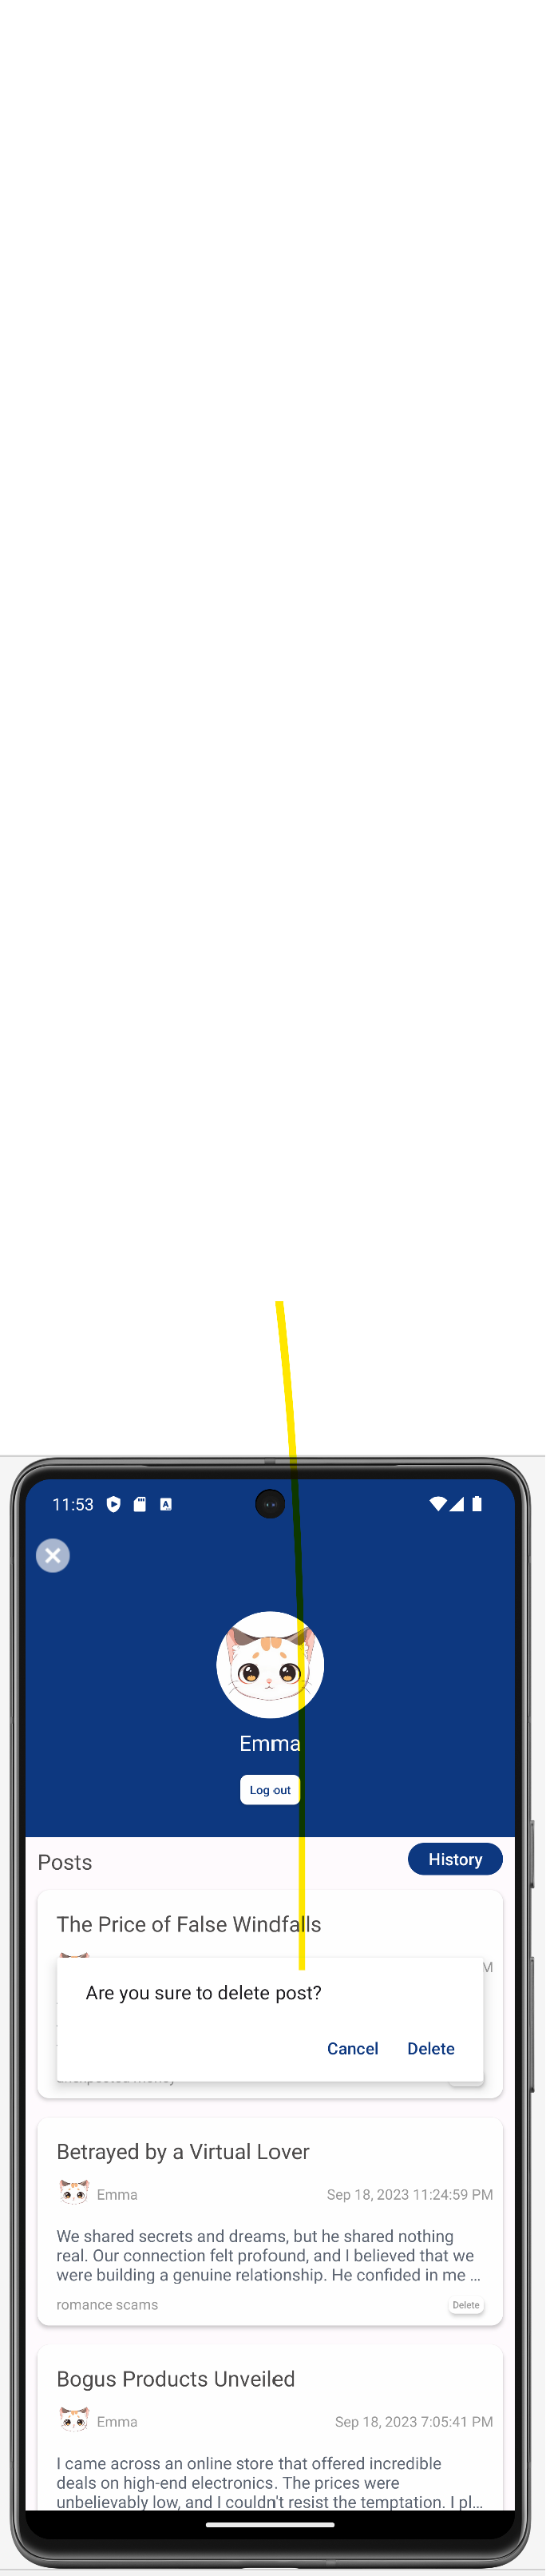 11:53
Emma
Log out
Posts
History
The Price of False Windfalls
M
Are you sure to delete post?
Cancel
Delete
Betrayed by a Virtual Lover
Emma
Sep 18, 2023 11:24:59 PM
We shared secrets and dreams, but he shared nothing
real. Our connection felt profound, and I believed that we
were building a genuine relationship. He confided in me ...
romance scams
Delete
Bogus Products Unveiled
Emma
Sep 18, 2023 7:05:41 PM
I came across an online store that offered incredible
deals on high-end electronics. The prices were
unbelievably low, and I couldn't resist the temptation. I pl...